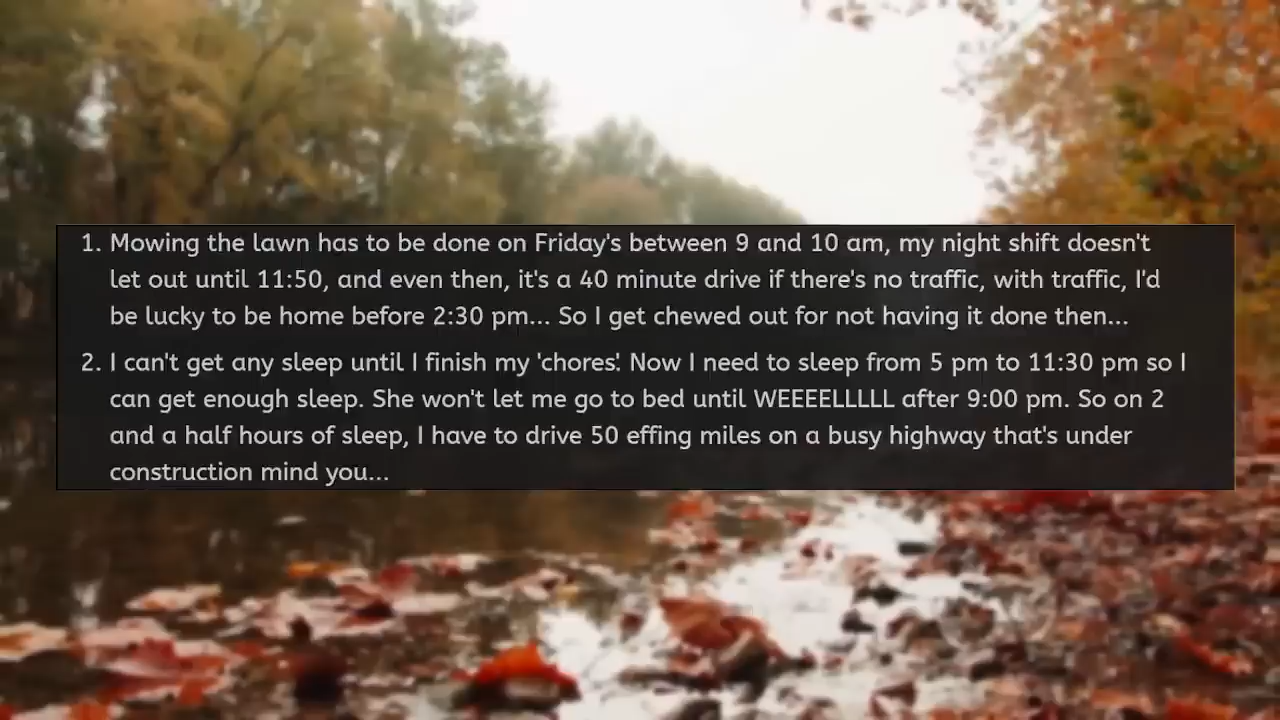 1. Mowing the lawn has to be done on Friday's between 9 and 10 am, my night shift doesn't
let out until 11:50, and even then, it's a 40 minute drive if there's no traffic, with traffic, I'd
be lucky to be home before 2:30 pm... So I get chewed out for not having it done then...
2. I can't get any sleep until I finish my 'chores'. Now I need to sleep from 5 pm to 11:30 pm so I
can get enough sleep. She won't let me go to bed until WEEEELLLLL after 9:00 pm. So on 2
and a half hours of sleep, I have to drive 50 effing miles on a busy highway that's under
construction mind you...